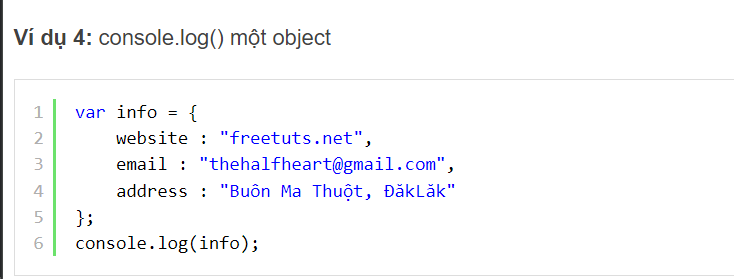 Ví dụ 4: console.log() một object
1 var info = {
2 website : "freetuts.net",
3 email : "thehalfheart@gmail.com",
4 address : "Buôn Ma Thuột, ĐăkLăk"
5 };
6 console.log(info);